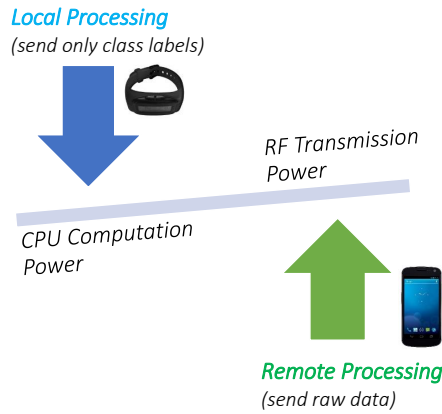 Local Processing
(send only class labels)
RF Transmission
Power
CPU Computation
Power
Remote Processing
(send raw data)